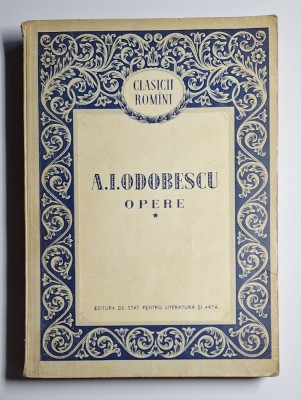 CLASICII
ROMÎNI
A.I.ODOBESCU
OPERE
*
EDITURA DE STAT PENTRU LITERATURĂ ȘI ARTĂ